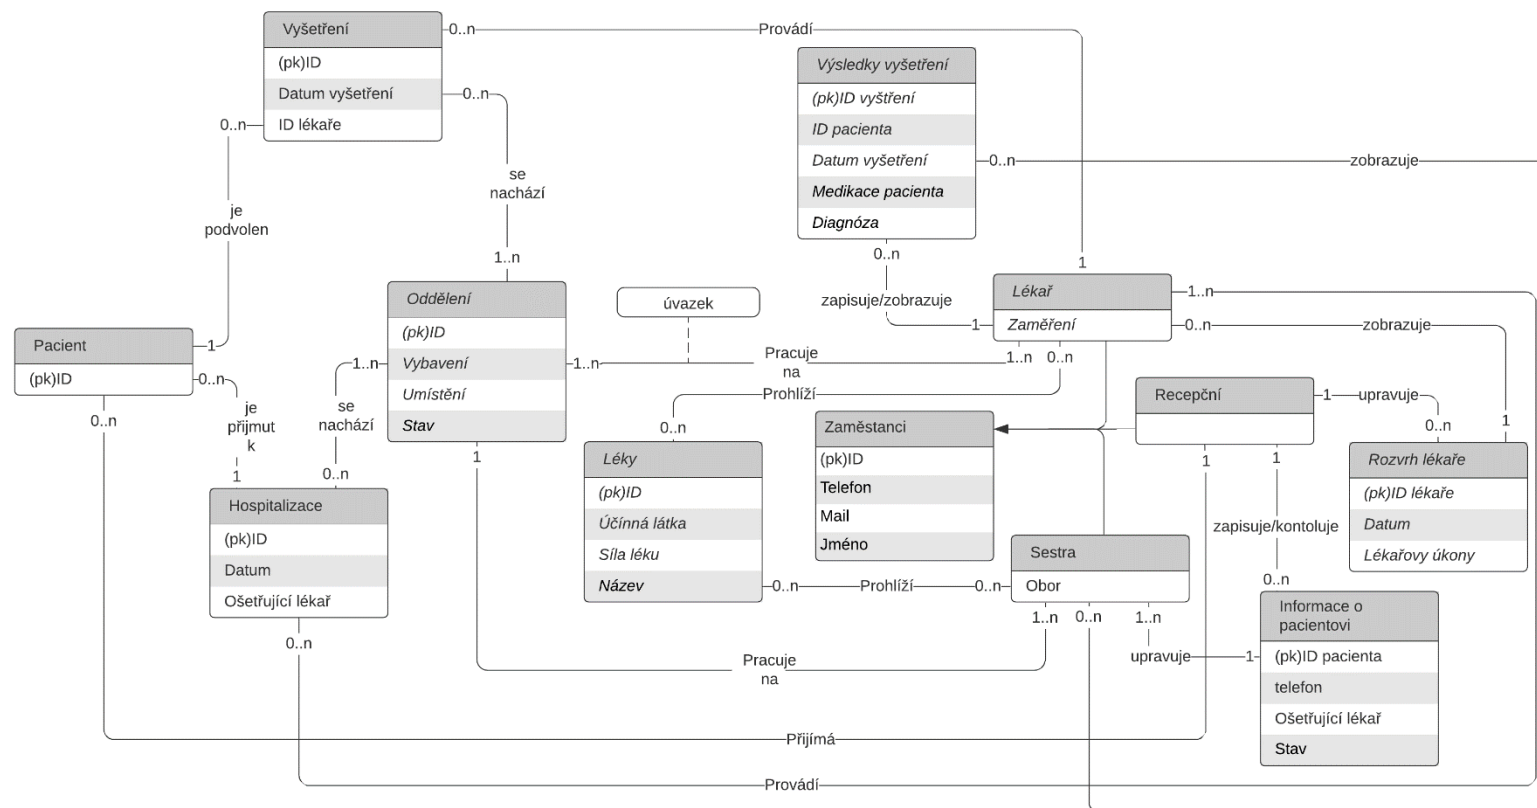 Vyšetření
(pk)ID
Datum vyšetření
ID lékaře
0..n
Provádí
0..n
0..n
Výsledky vyšetření
(pk)ID vyštření
ID pacienta
Datum vyšetření
Medikace pacienta
Diagnóza
0..n
zobrazuje
se
nachází
je
podvolen
1..n
0..n
1
zapisuje/zobrazuje
1
Oddělení
(pk)ID
Vybavení
Umístění
Stav
úvazek
Lékař
Zaměření
1..n
0..n
zobrazuje
1
Pacient
(pk)ID
1
0..n
0..n
1..n
1..n
Pracuje
na
1..n
0..n
Prohlíží
0..n
je
přijmut
k
1
se
nachází
0..n
1
Zaměstanci
(pk)ID
Telefon
Mail
Jméno
Recepční
1
upravuje
0..n
1
1
Rozvrh lékaře
(pk)ID lékaře
Datum
Lékařovy úkony
Léky
(pk)ID
Účínná látka
Síla léku
Název
Hospitalizace
(pk)ID
Datum
Ošetřující lékař
0..n
zapisuje/kontoluje
0..n
Sestra
Obor
0..n
Prohlíží
0..n
1..n
0..n
1..n
upravuje
1
Informace o
pacientovi
(pk)ID pacienta
telefon
Ošetřující lékař
Stav
Pracuje
na
Přijímá
Provádí